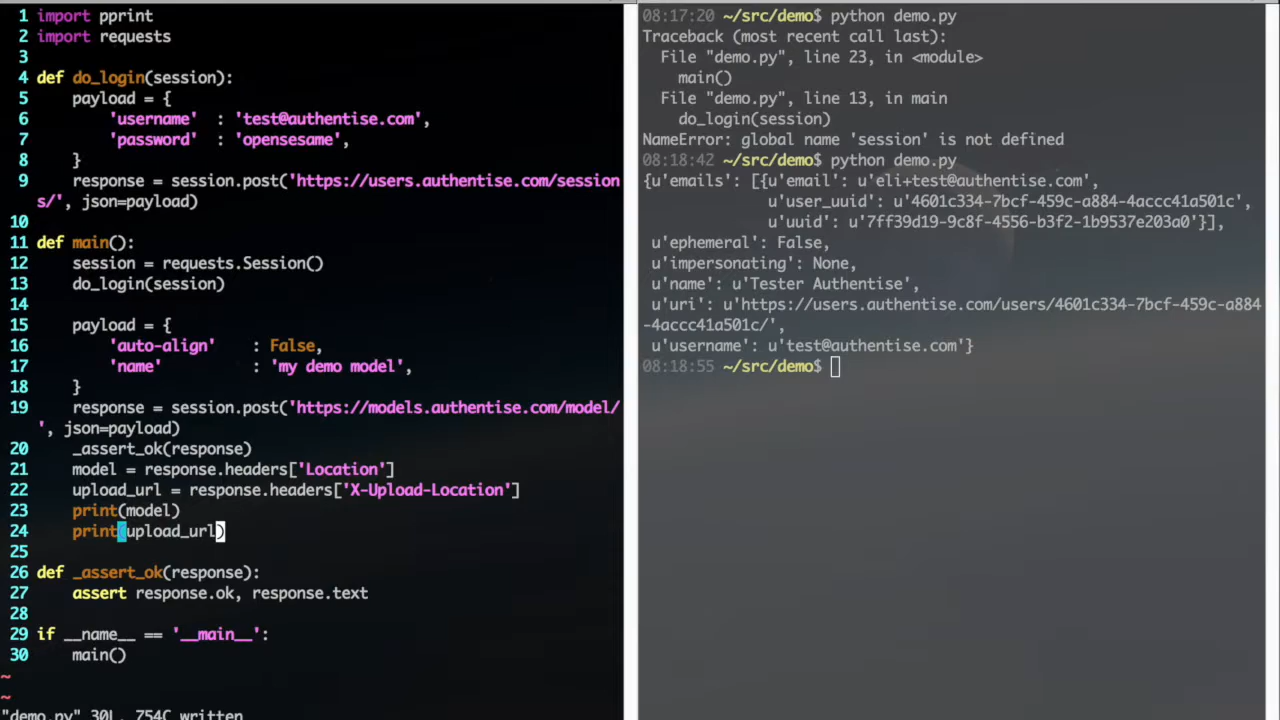 1 import pprint
2 import requests
3
4 def do_login(session):
5     payload = {
6         'username'  : 'test@authentise.com',
7         'password'  : 'opensesame',
8     }
9     response = session.post('https://users.authentise.com/session
s/', json=payload)
10
11 def main():
12     session = requests.Session()
13     do_login(session)
14
15     payload = {
16         'auto-align'    : False,
17         'name'          : 'my demo model',
18     }
19     response = session.post('https://models.authentise.com/model/
', json=payload)
20     _assert_ok(response)
21     model = response.headers['Location']
22     upload_url = response.headers['X-Upload-Location']
23     print(model)
24     print(upload_url)
25
26 def _assert_ok(response):
27     assert response.ok, response.text
28
29 if __name__ == '__main__':
30     main()
~
~
"demo.py" 30L, 754C written
08:17:20 ~/src/demo$ python demo.py
Traceback (most recent call last):
  File "demo.py", line 23, in <module>
    main()
  File "demo.py", line 13, in main
    do_login(session)
NameError: global name 'session' is not defined
08:18:42 ~/src/demo$ python demo.py
{u'emails': [{u'email': u'eli+test@authentise.com',
              u'user_uuid': u'4601c334-7bcf-459c-a884-4accc41a501c',
              u'uuid': u'7ff39d19-9c8f-4556-b3f2-1b9537e203a0'}],
 u'ephemeral': False,
 u'impersonating': None,
 u'name': u'Tester Authentise',
 u'uri': u'https://users.authentise.com/users/4601c334-7bcf-459c-a884
-4accc41a501c/',
 u'username': u'test@authentise.com'}
08:18:55 ~/src/demo$